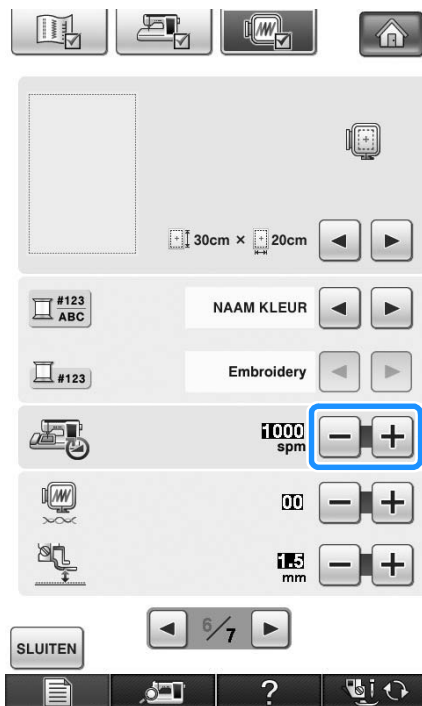 30cm × 20cm
#123
ABC
NAAM KLEUR
#123
Embroidery
1000
spm
00
1.5
mm
6/7
SLUITEN
?